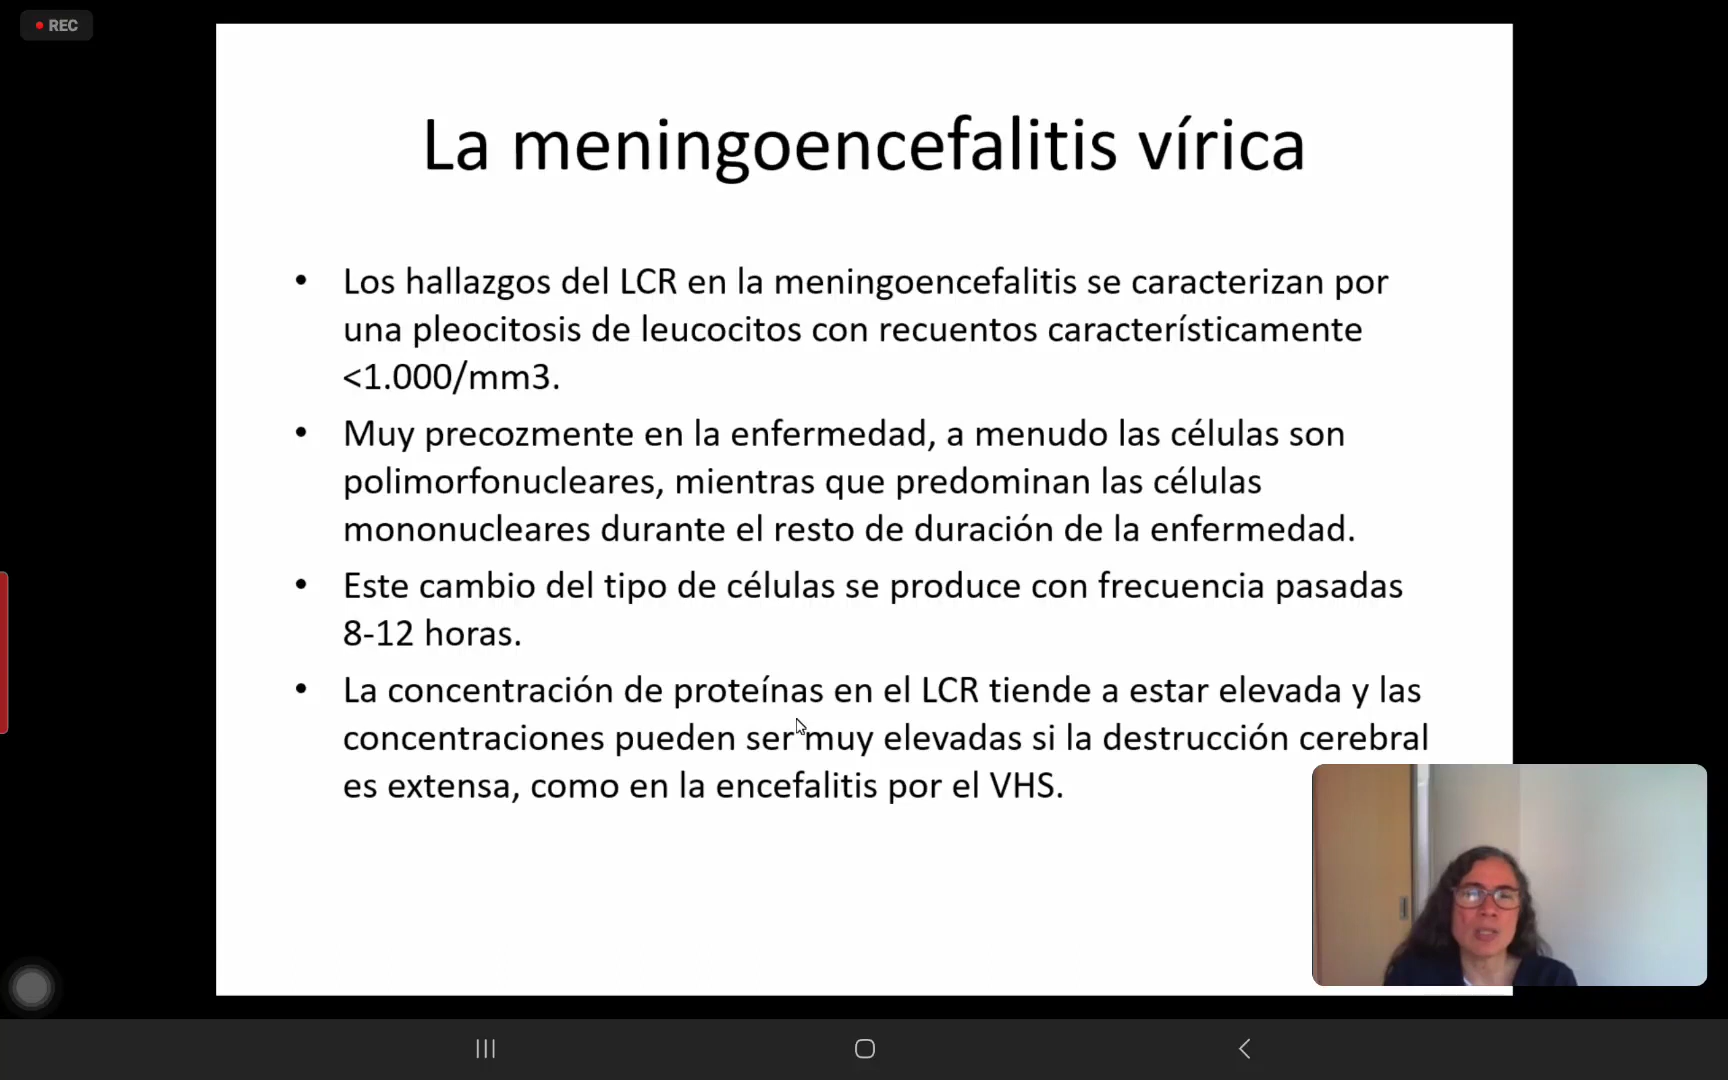 REC
La meningoencefalitis vírica
• Los hallazgos del LCR en la meningoencefalitis se caracterizan por
una pleocitosis de leucocitos con recuentos característicamente
<1.000/mm3.
• Muy precozmente en la enfermedad, a menudo las células son
polimorfonucleares, mientras que predominan las células
mononucleares durante el resto de duración de la enfermedad.
• Este cambio del tipo de células se produce con frecuencia pasadas
8-12 horas.
• La concentración de proteínas en el LCR tiende a estar elevada y las
concentraciones pueden ser muy elevadas si la destrucción cerebral
es extensa, como en la encefalitis por el VHS.